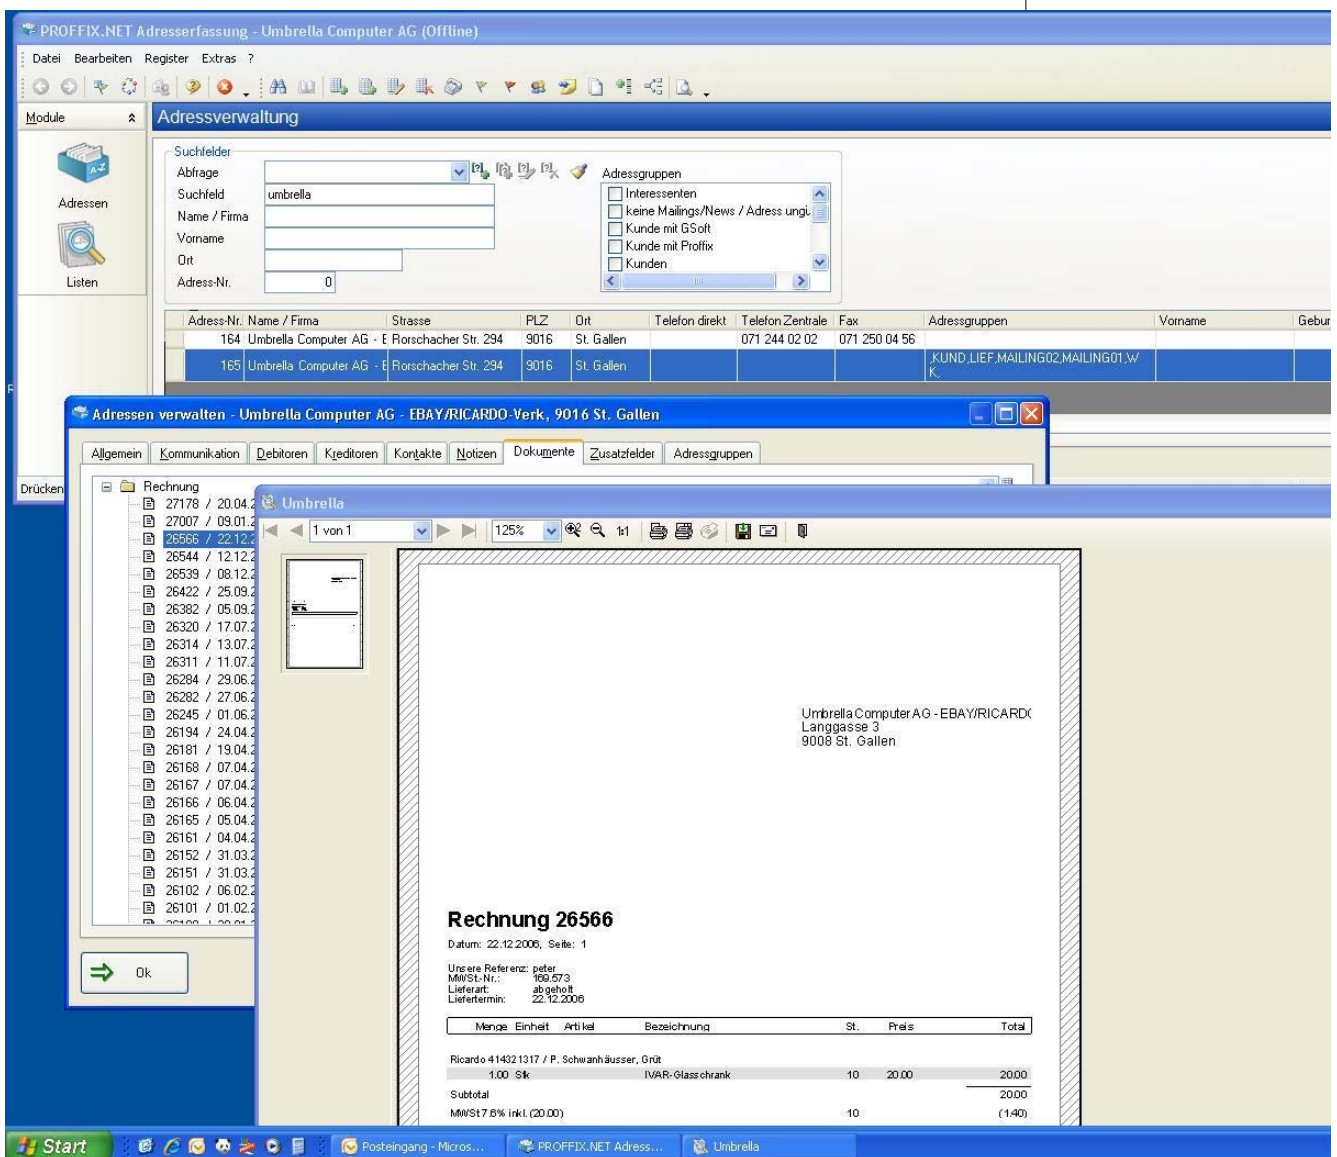 PROFFIX.NET Adresserfassung - Umbrella Computer AG (Offline)
Datei Bearbeiten Register Extras ?
Module
Adressverwaltung
Adressen
Listen
Suchfelder
Abfrage
Suchfeld umbrella
Name / Firma
Vorname
Ort
Adress-Nr. 0
Adressgruppen
Interessenten
keine Mailings/News / Adress ungü
Kunde mit GSoft
Kunde mit Proffix
Kunden
Adress-Nr. Name / Firma Strasse PLZ Ort Telefon direkt Telefon Zentrale Fax Adressgruppen Vorname Gebur
164 Umbrella Computer AG - E Rorschacher Str. 294 9016 St. Gallen 071 244 02 02 071 250 04 56
165 Umbrella Computer AG - E Rorschacher Str. 294 9016 St. Gallen ,KUND,LIEF,MAILING02,MAILING01,W
K,
Drücken
Adressen verwalten - Umbrella Computer AG - EBAY/RICARDO-Verk, 9016 St. Gallen
Allgemein Kommunikation Debitoren Kreditoren Kontakte Notizen Dokumente Zusatzfelder Adressgruppen
Rechnung
27178 / 20.04.2
27007 / 09.01.2
26566 / 22.12.2
26544 / 12.12.2
26539 / 08.12.2
26422 / 25.09.2
26382 / 05.09.2
26320 / 17.07.2
26314 / 13.07.2
26311 / 11.07.2
26284 / 29.06.2
26282 / 27.06.2
26245 / 01.06.2
26194 / 24.04.2
26181 / 19.04.2
26168 / 07.04.2
26167 / 07.04.2
26166 / 06.04.2
26165 / 05.04.2
26161 / 04.04.2
26152 / 31.03.2
26151 / 31.03.2
26102 / 06.02.2
26101 / 01.02.2
Ok
Umbrella
1 von 1 125% 1:1
Umbrella Computer AG - EBAY/RICARDO
Langgasse 3
9008 St. Gallen
Rechnung 26566
Datum: 22.12.2006, Seite: 1
Unsere Referenz: peter
MWSt.-Nr.: 169.573
Lieferart: abgeholt
Liefertermin: 22.12.2006
Menge Einheit Artikel Bezeichnung St. Preis Total
Ricardo 414321317 / P. Schwanhäusser, Grüt
1.00 Stk IVAR-Glasschrank 10 20.00 20.00
Subtotal 20.00
MWSt 7.6% inkl. (20.00) 10 (1.40)
Start Posteingang - Micros... PROFFIX.NET Adress... Umbrella